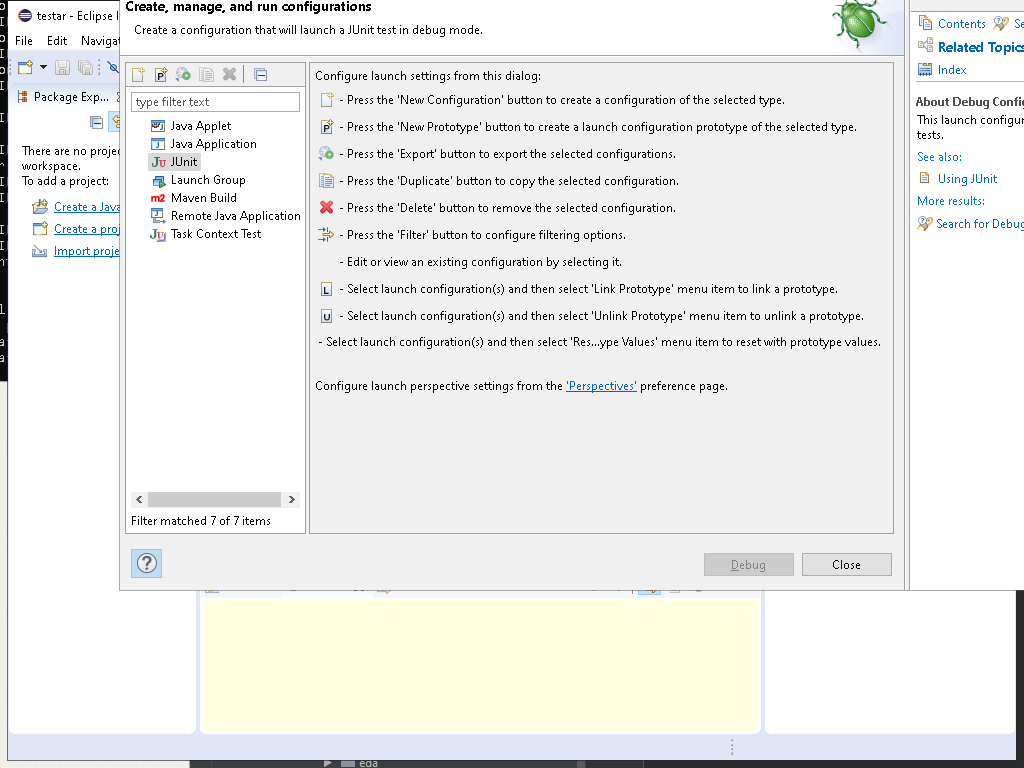 Create, manage, and run configurations
Create a configuration that will launch a JUnit test in debug mode.
testar - Eclipse I
File Edit Navigat
Package Exp...
There are no proje
workspace.
To add a project:
Create a Java
Create a proj
Import proje
type filter text
Java Applet
Java Application
JUnit
Launch Group
Maven Build
Remote Java Application
Task Context Test
Filter matched 7 of 7 items
Configure launch settings from this dialog:
- Press the 'New Configuration' button to create a configuration of the selected type.
- Press the 'New Prototype' button to create a launch configuration prototype of the selected type.
- Press the 'Export' button to export the selected configurations.
- Press the 'Duplicate' button to copy the selected configuration.
- Press the 'Delete' button to remove the selected configuration.
- Press the 'Filter' button to configure filtering options.
- Edit or view an existing configuration by selecting it.
- Select launch configuration(s) and then select 'Link Prototype' menu item to link a prototype.
- Select launch configuration(s) and then select 'Unlink Prototype' menu item to unlink a prototype.
- Select launch configuration(s) and then select 'Res...ype Values' menu item to reset with prototype values.
Configure launch perspective settings from the 'Perspectives' preference page.
Debug
Close
Contents Se
Related Topics
Index
About Debug Config
This launch configur
tests.
See also:
Using JUnit
More results:
Search for Debug
eda